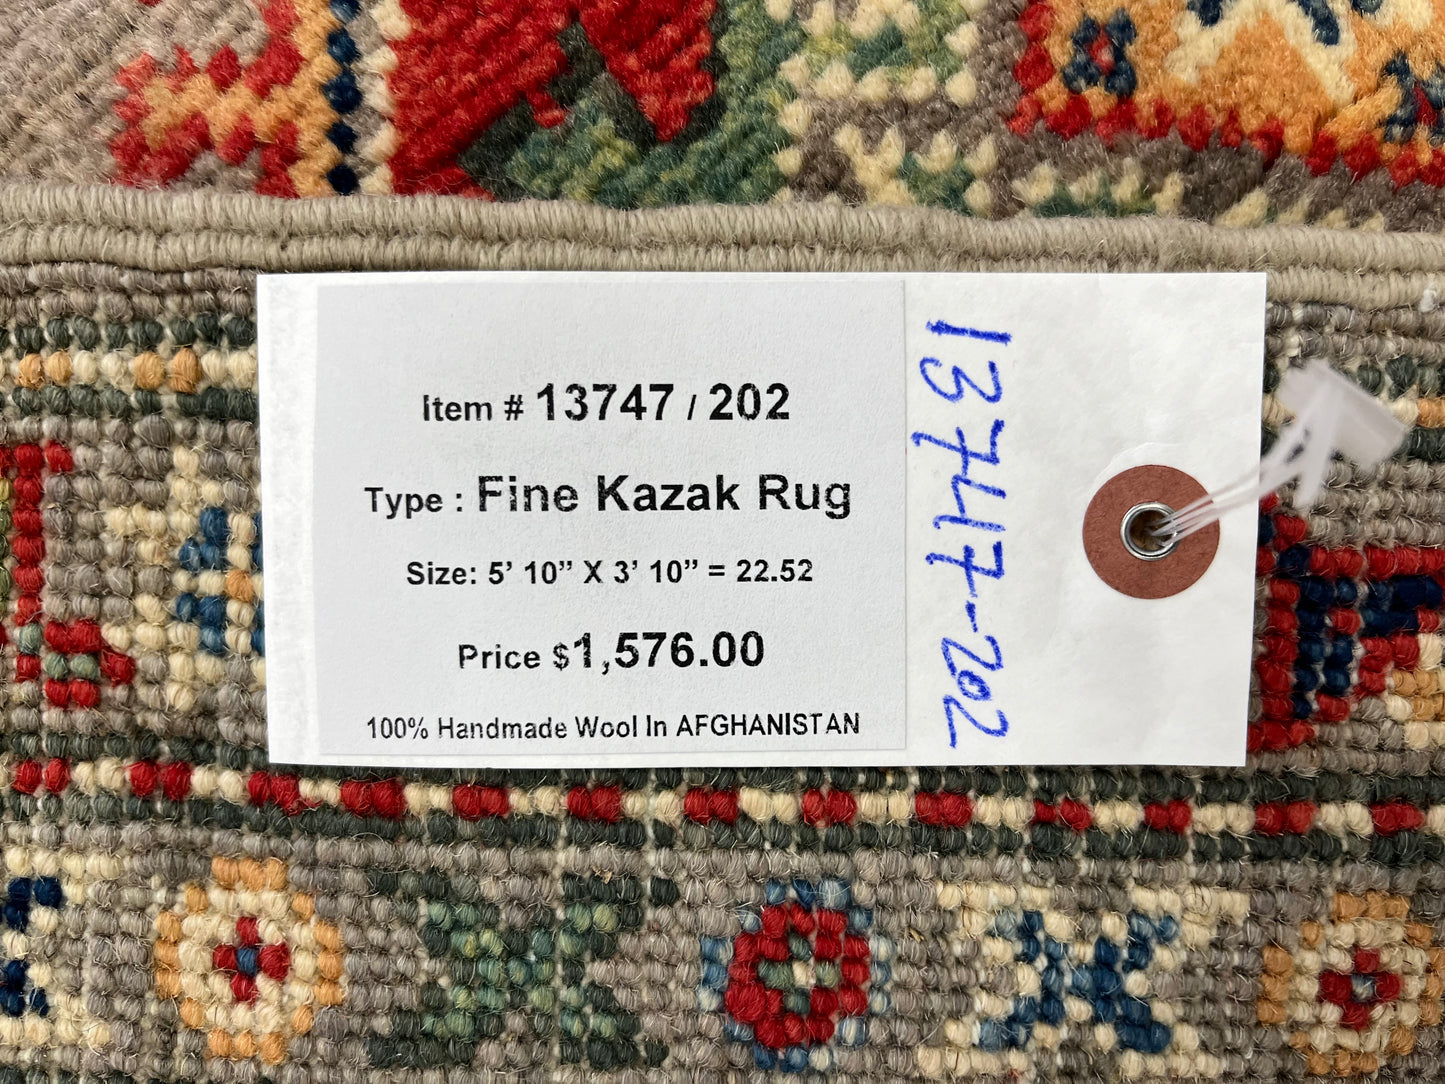 Item # 13747 / 202
Type : Fine Kazak Rug
Size: 5’ 10” X 3’ 10” = 22.52
Price $1,576.00
100% Handmade Wool In AFGHANISTAN
13747-202